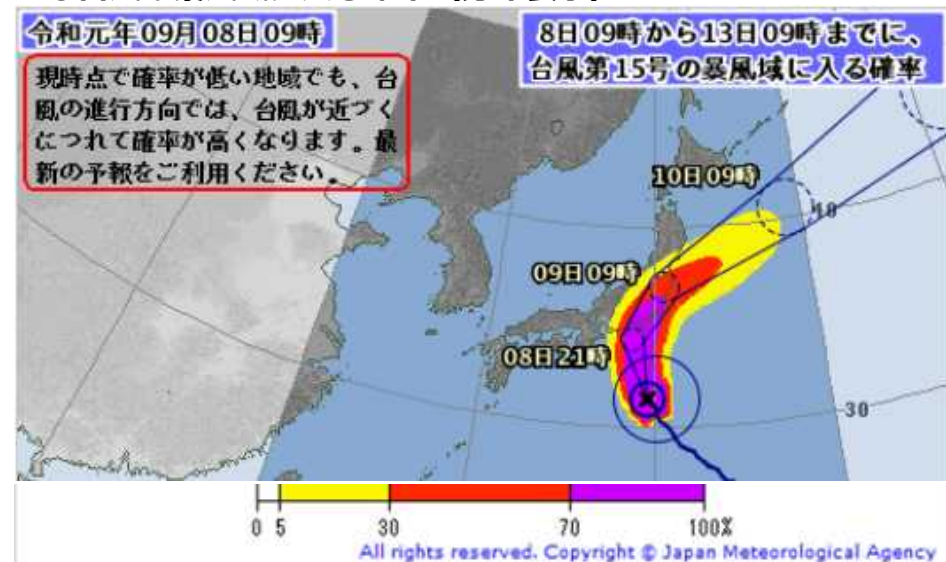 令和元年09月08日09時
8日09時から13日09時までに、
台風第15号の暴風域に入る確率
現時点で確率が低い地域でも、台
風の進行方向では、台風が近づく
につれて確率が高くなります。最
新の予報をご利用ください。
10日09時
40
09日09時
08日21時
30
0 5 30 70 100%
All rights reserved. Copyright © Japan Meteorological Agency